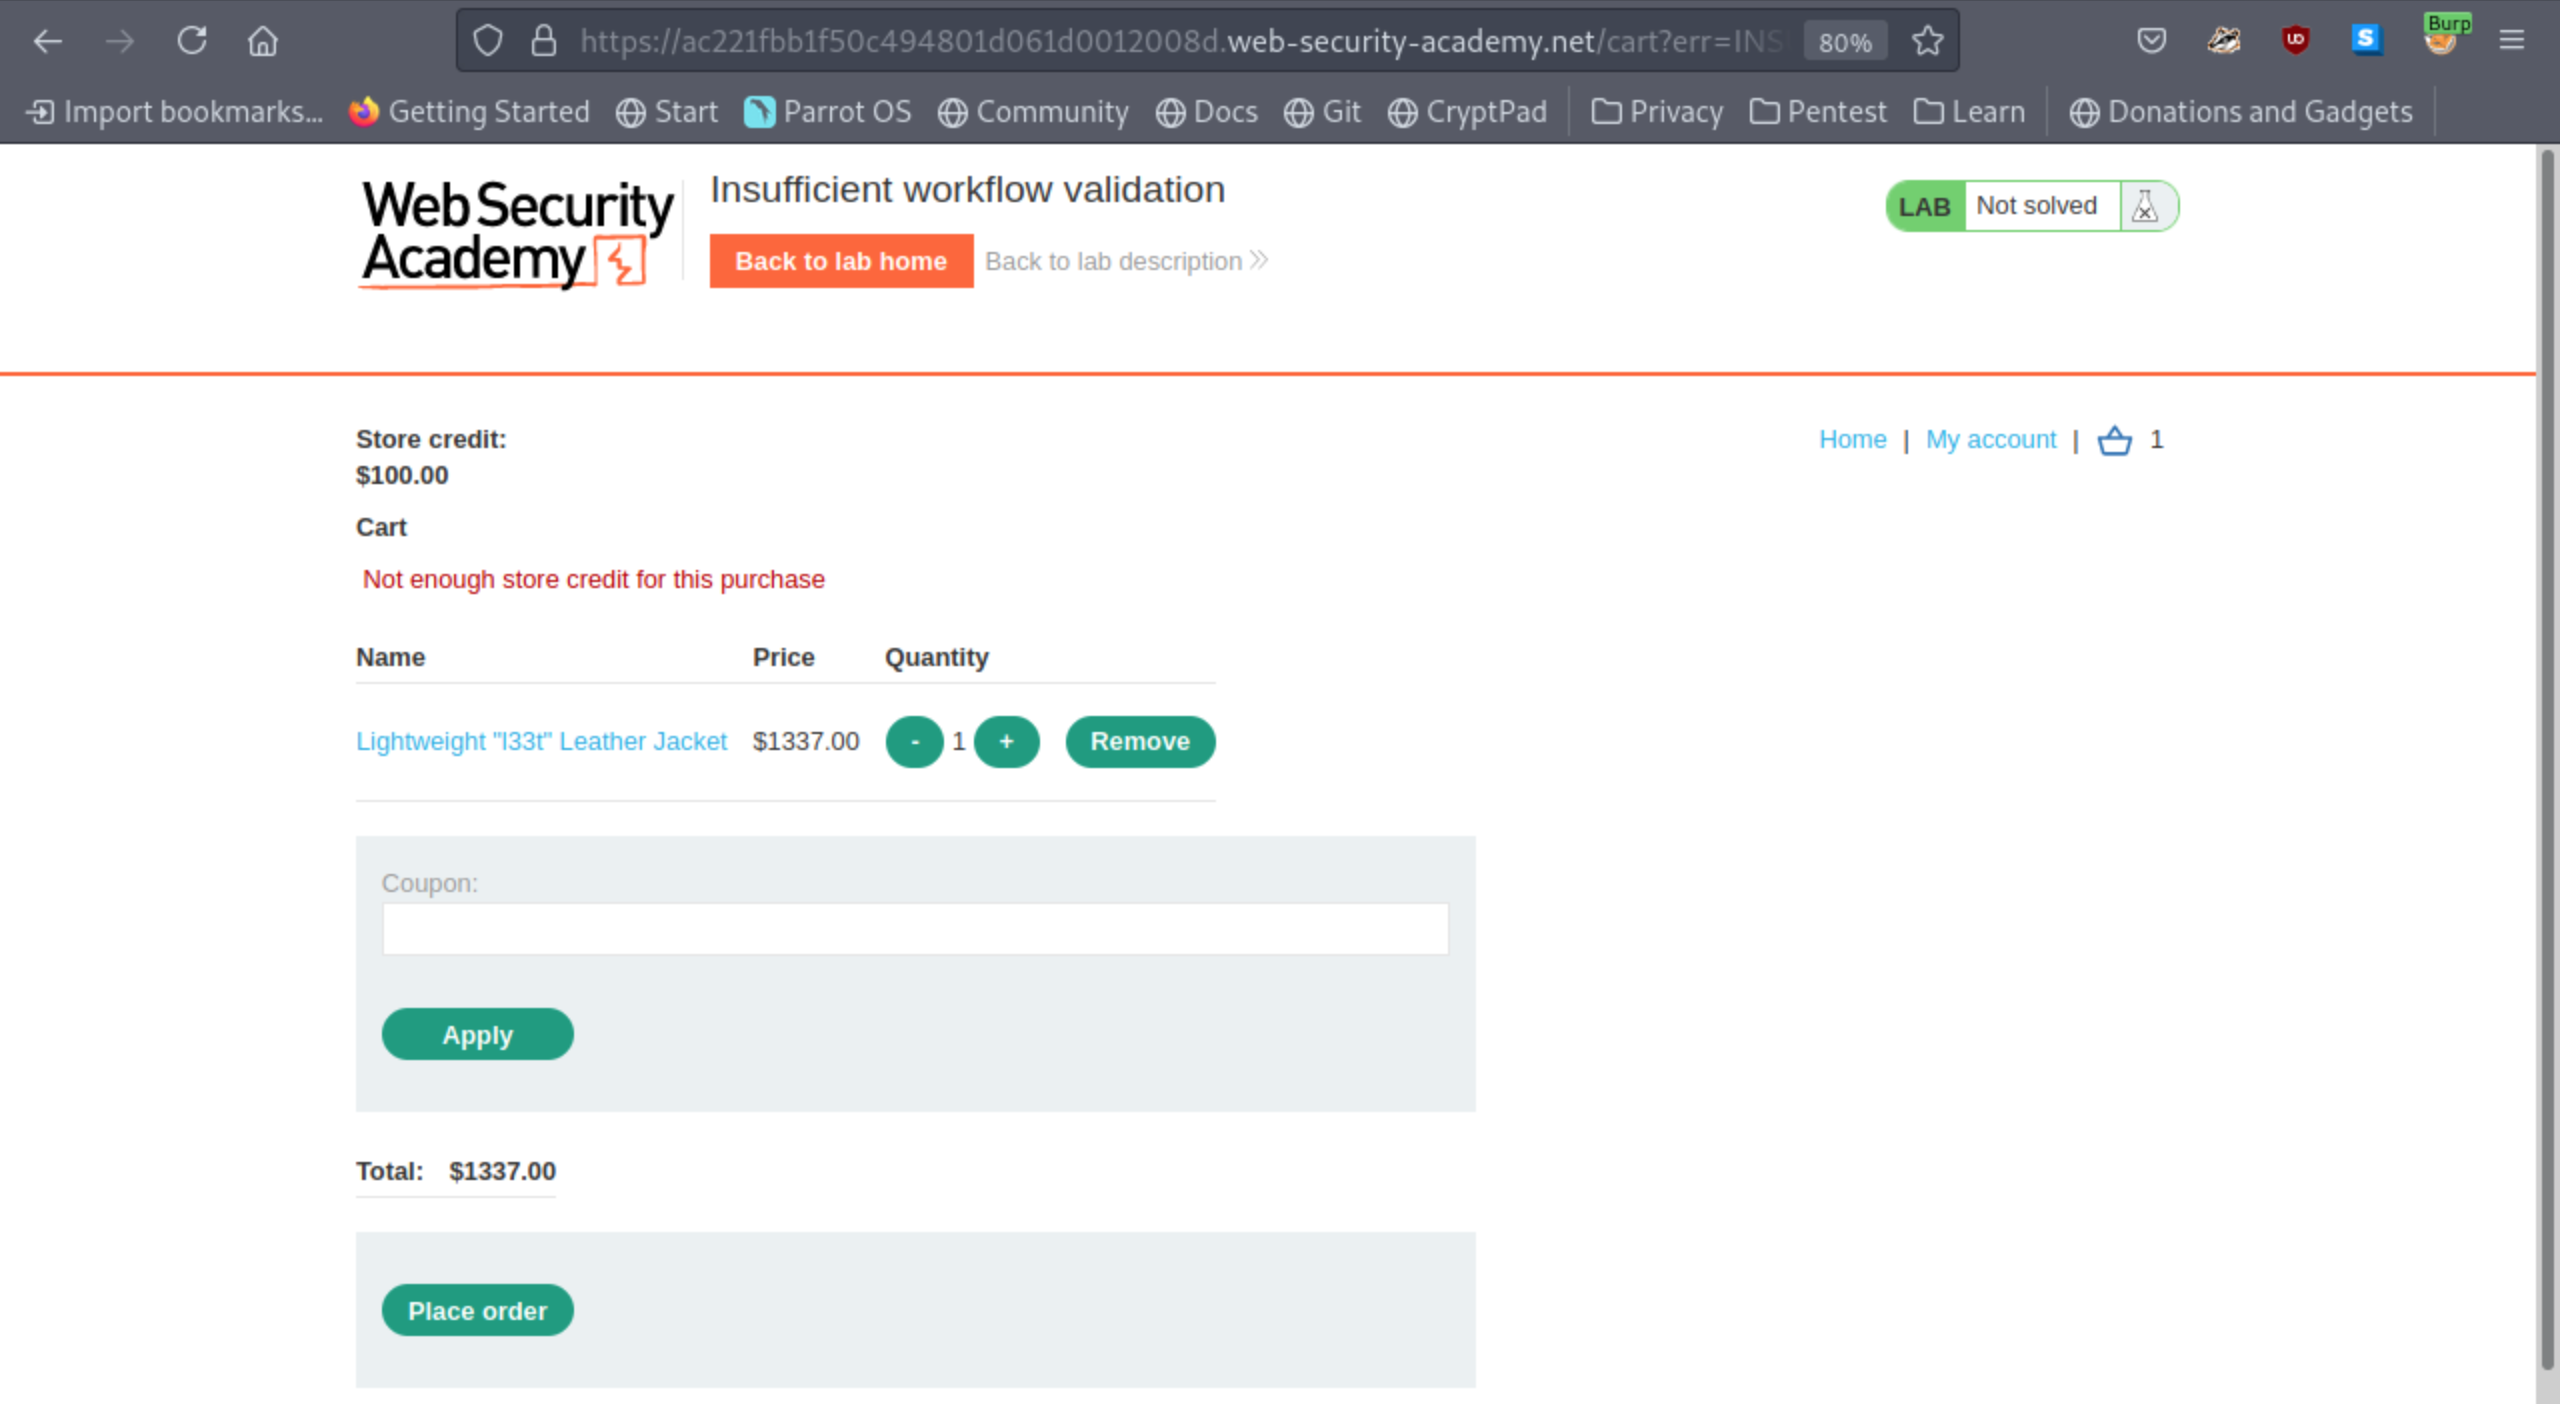 https://ac221fbb1f50c494801d061d0012008d.web-security-academy.net/cart?err=INS
80%
Burp
Import bookmarks...
Getting Started
Start
Parrot OS
Community
Docs
Git
CryptPad
Privacy
Pentest
Learn
Donations and Gadgets
Web Security
Academy
Insufficient workflow validation
Back to lab home
Back to lab description
LAB Not solved
Store credit:
$100.00
Home | My account | 1
Cart
Not enough store credit for this purchase
Name Price Quantity
Lightweight "l33t" Leather Jacket $1337.00 - 1 + Remove
Coupon:
Apply
Total: $1337.00
Place order